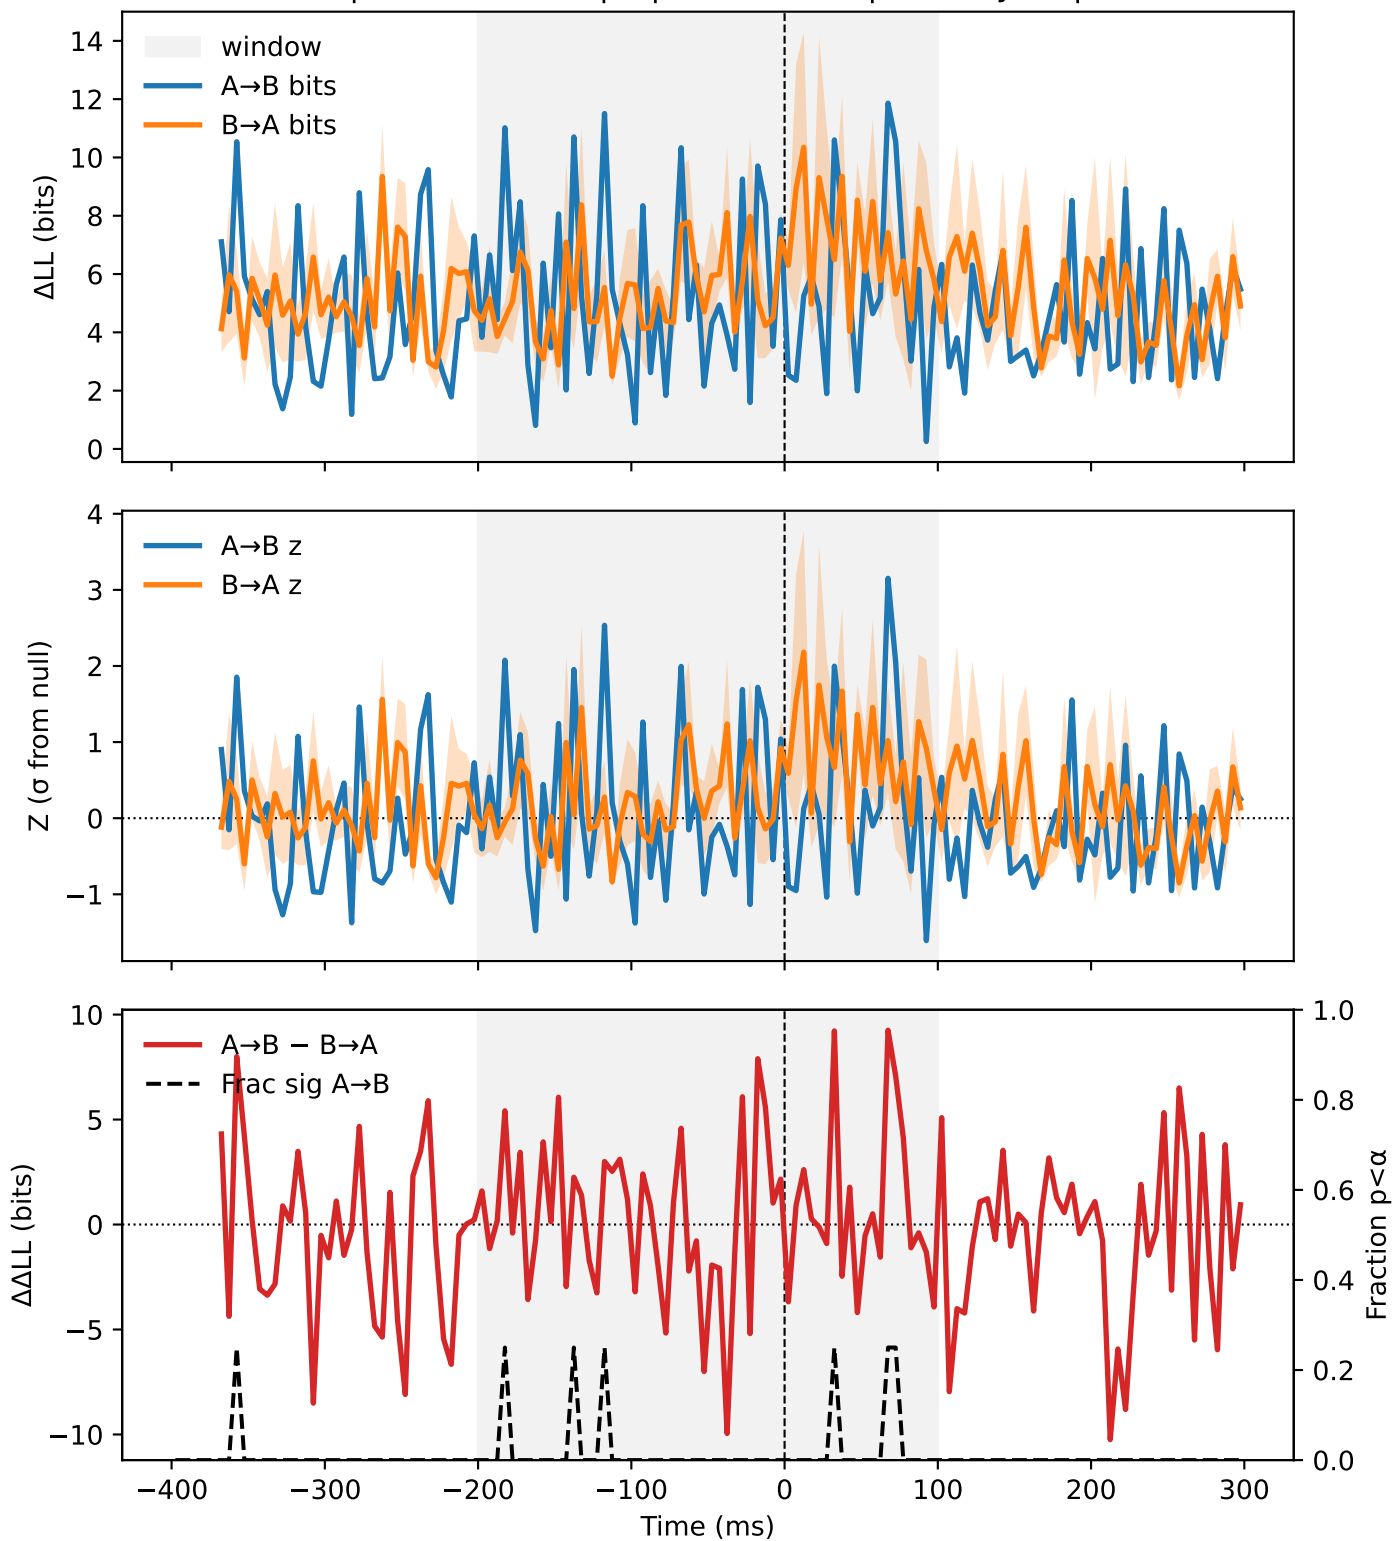 14
12
10
8
6
4
2
0
ΔLL (bits)
window
A→B bits
B→A bits
4
3
2
1
0
−1
Z (σ from null)
A→B z
B→A z
10
5
0
−5
−10
ΔΔLL (bits)
A→B − B→A
Frac sig A→B
1.0
0.8
0.6
0.4
0.2
0.0
Fraction p<α
−400 −300 −200 −100 0 100 200 300
Time (ms)